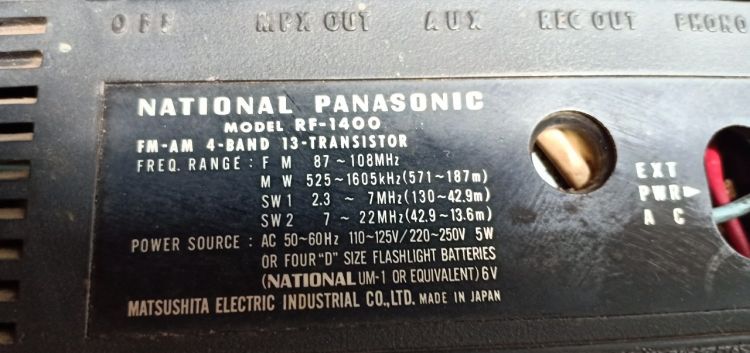 OFF MPX OUT AUX REC OUT PHONO
NATIONAL PANASONIC
MODEL RF-1400
FM-AM 4-BAND 13-TRANSISTOR
FREQ. RANGE : F M 87~108MHz
M W 525~1605kHz(571~187m)
SW1 2.3 ~ 7MHz(130~42.9m)
SW2 7 ~ 22MHz(42.9~13.6m)
POWER SOURCE : AC 50~60Hz 110~125V/220~250V 5W
OR FOUR "D" SIZE FLASHLIGHT BATTERIES
(NATIONAL UM-1 OR EQUIVALENT) 6V
MATSUSHITA ELECTRIC INDUSTRIAL CO.,LTD. MADE IN JAPAN
EXT
PWR▶
A C